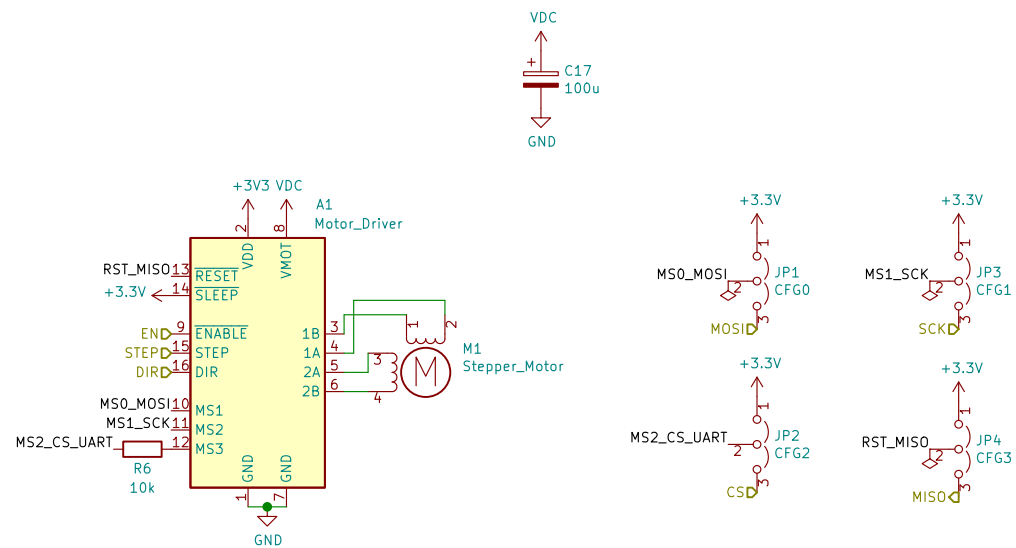 VDC
+
C17
100u
GND
+3V3 VDC
A1
Motor_Driver
2
8
VDD
VMOT
RST_MISO 13 RESET
+3.3V 14 SLEEP
EN 9 ENABLE
STEP 15 STEP
DIR 16 DIR
MS0_MOSI 10 MS1
MS1_SCK 11 MS2
MS2_CS_UART 12 MS3
R6
10k
1B 3
1A 4
2A 5
2B 6
GND
GND
1
7
GND
1
2
3
4
M
M1
Stepper_Motor
+3.3V
1
MS0_MOSI
2
JP1
CFG0
3
MOSI
+3.3V
1
MS1_SCK
2
JP3
CFG1
3
SCK
+3.3V
1
MS2_CS_UART
2
JP2
CFG2
3
CS
+3.3V
1
RST_MISO
2
JP4
CFG3
3
MISO